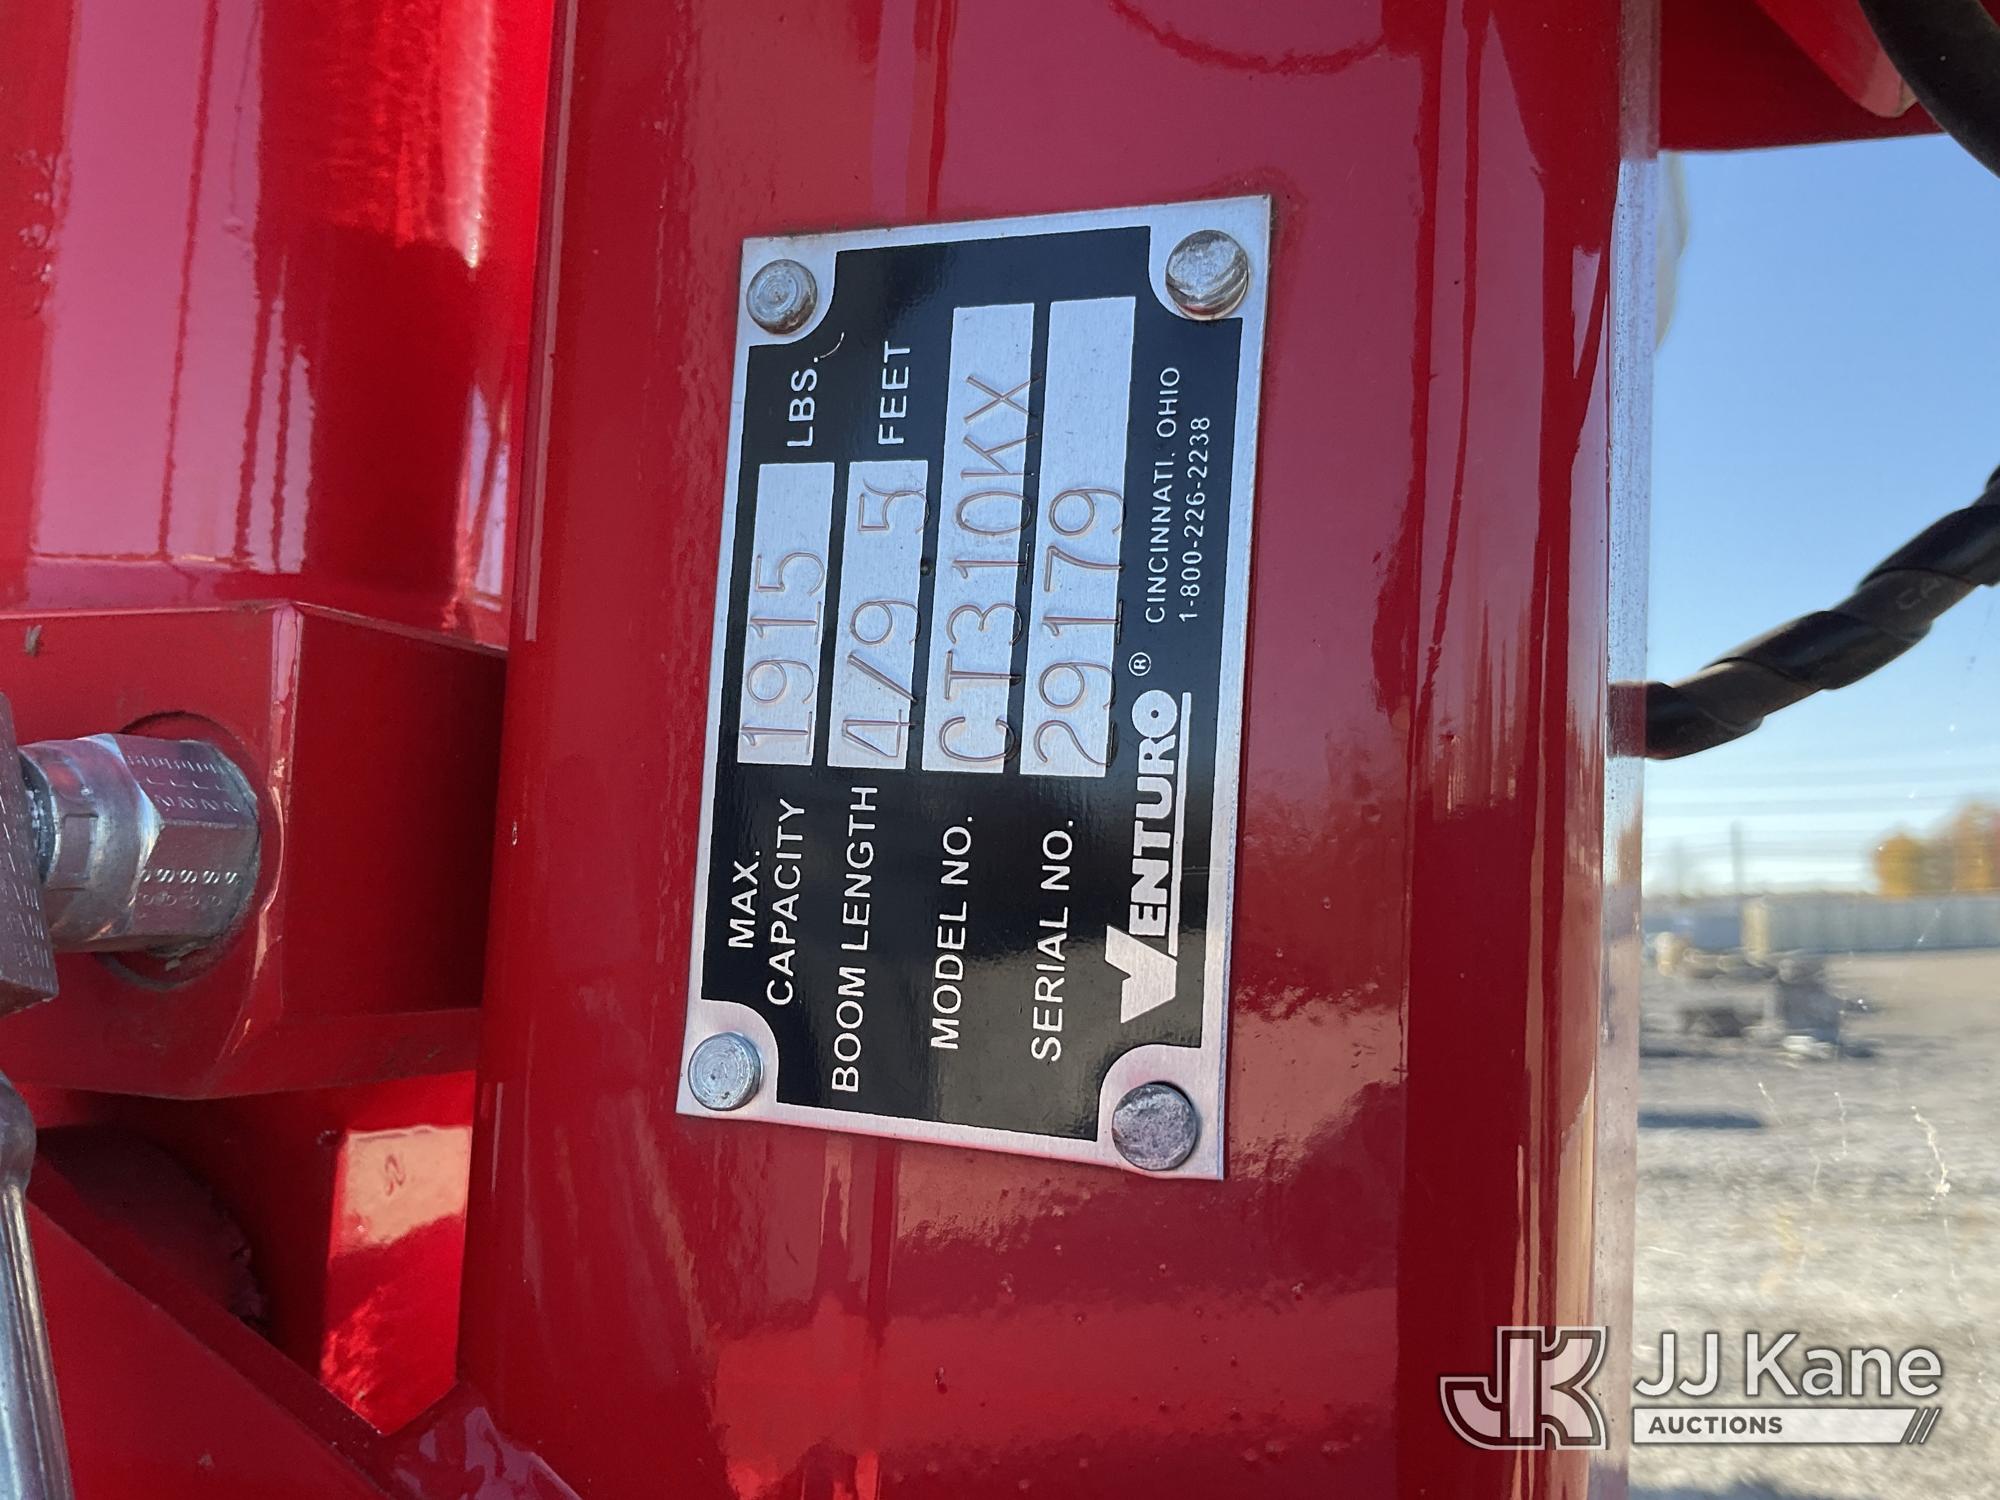 MAX. CAPACITY 1915 LBS.
BOOM LENGTH 4/9.5 FEET
MODEL NO. CT310KX
SERIAL NO. 29179
VENTURO ® CINCINNATI, OHIO
1-800-226-2238
JK JJ Kane
AUCTIONS